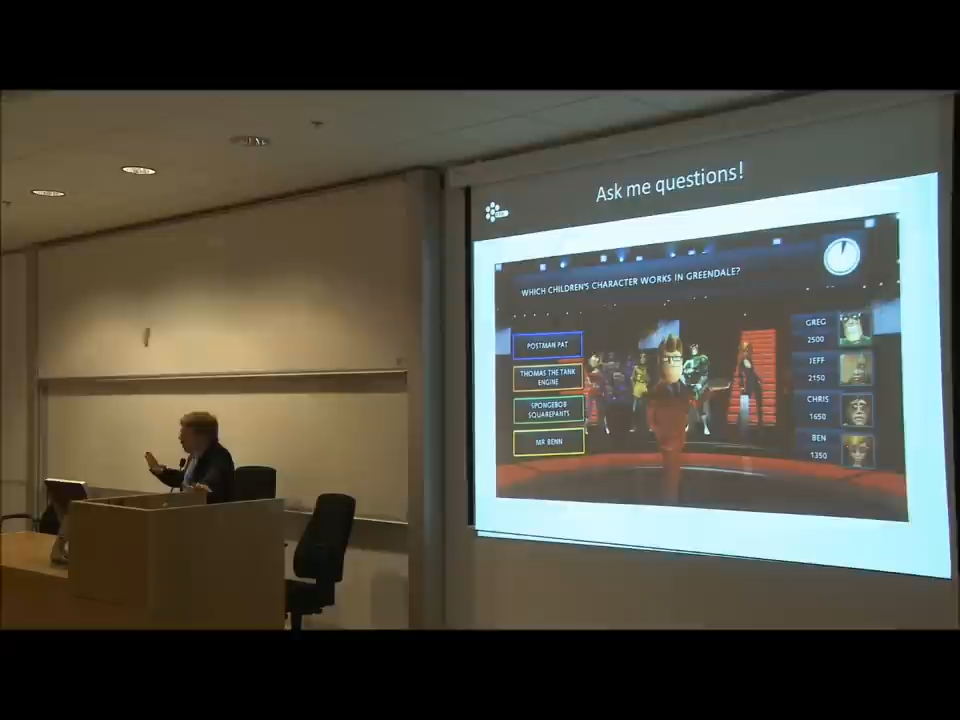 Ask me questions!
WHICH CHILDREN'S CHARACTER WORKS IN GREENDALE?
POSTMAN PAT
THOMAS THE TANK
ENGINE
SPONGEBOB
SQUAREPANTS
MR BENN
GREG
2500
JEFF
2150
CHRIS
1650
BEN
1350